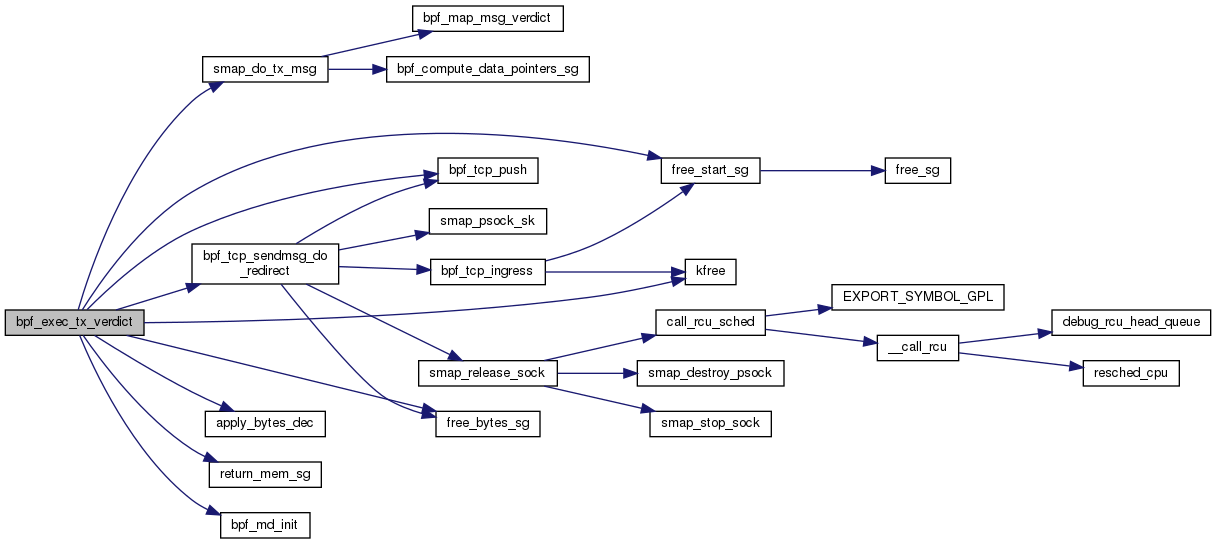 bpf_map_msg_verdict
smap_do_tx_msg
bpf_compute_data_pointers_sg
bpf_tcp_push
free_start_sg
free_sg
smap_psock_sk
bpf_tcp_sendmsg_do
_redirect
bpf_tcp_ingress
kfree
EXPORT_SYMBOL_GPL
bpf_exec_tx_verdict
call_rcu_sched
debug_rcu_head_queue
__call_rcu
smap_release_sock
smap_destroy_psock
resched_cpu
apply_bytes_dec
free_bytes_sg
smap_stop_sock
return_mem_sg
bpf_md_init